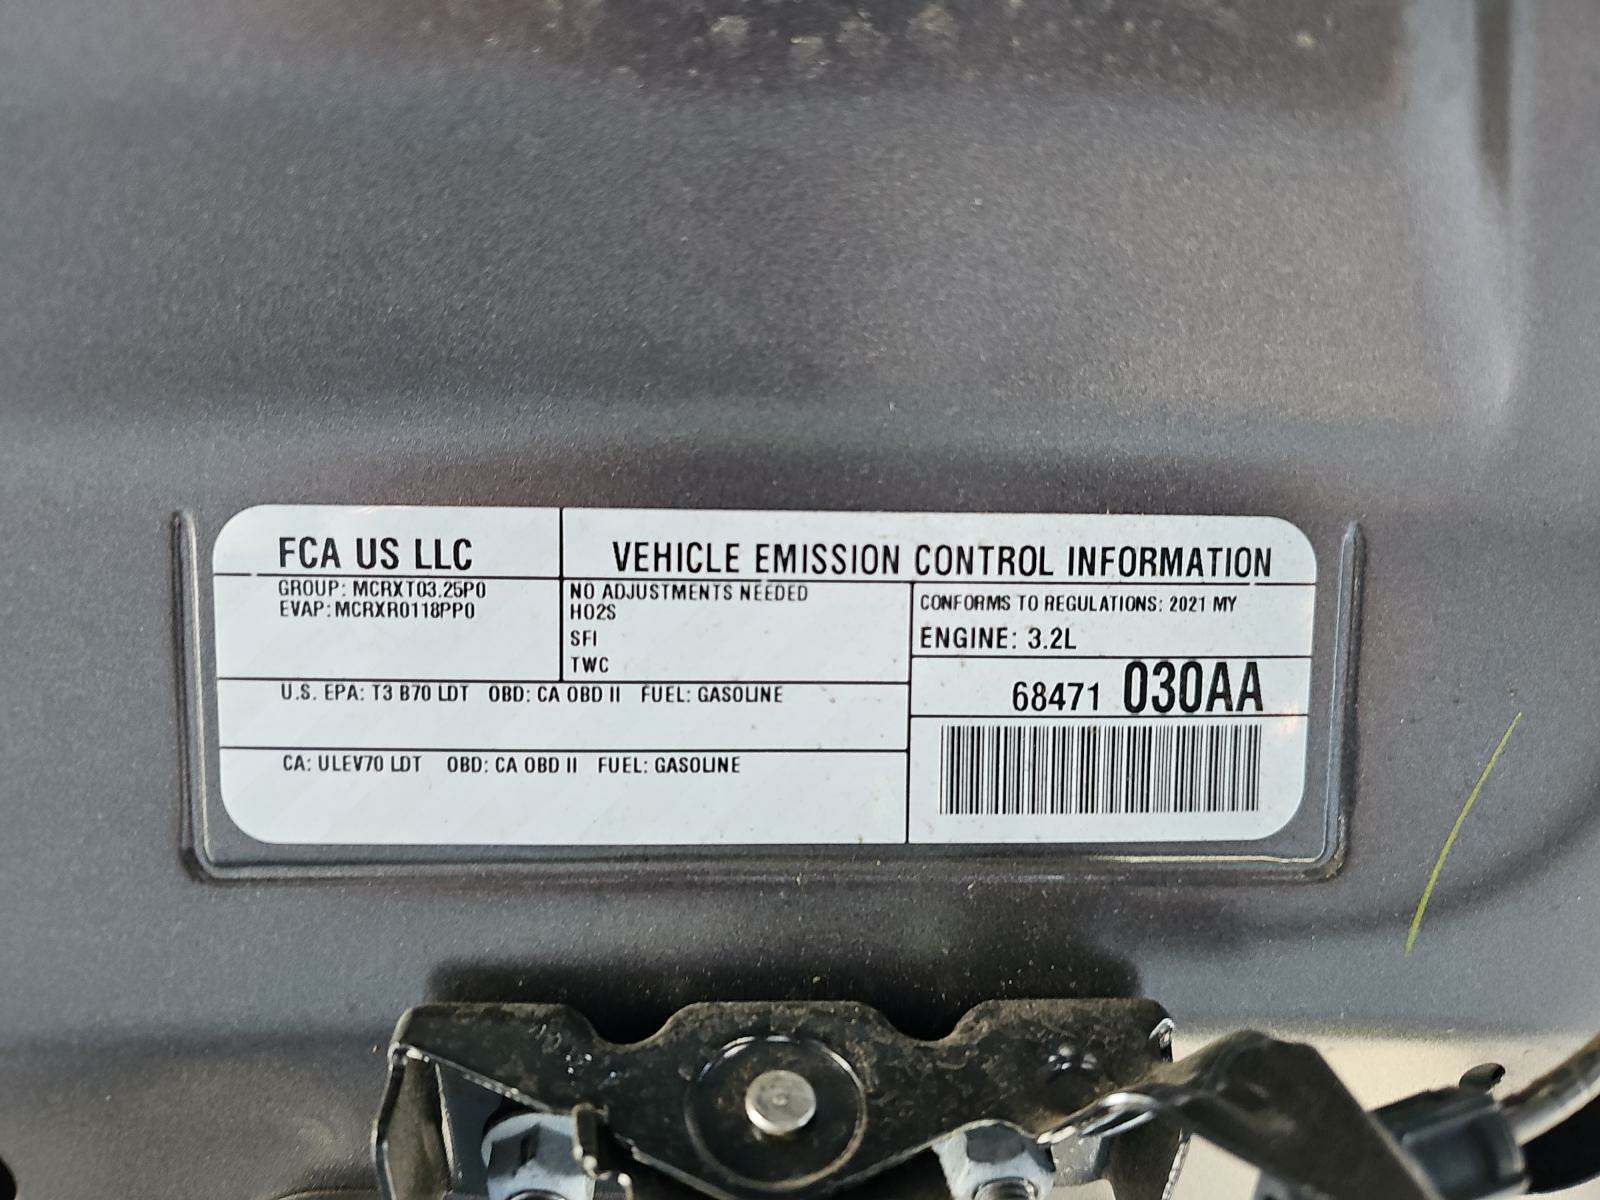 FCA US LLC
VEHICLE EMISSION CONTROL INFORMATION
GROUP: MCRXT03.25P0
EVAP: MCRXR0118PP0
NO ADJUSTMENTS NEEDED
HO2S
SFI
TWC
CONFORMS TO REGULATIONS: 2021 MY
ENGINE: 3.2L
68471 030AA
U.S. EPA: T3 B70 LDT OBD: CA OBD II FUEL: GASOLINE
CA: ULEV70 LDT OBD: CA OBD II FUEL: GASOLINE